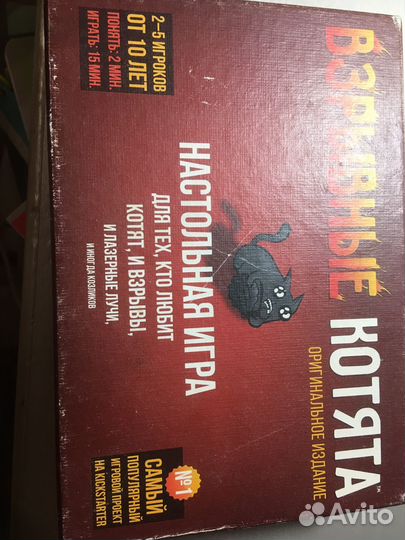 ВЗРЫВНЫЕ
КОТЯТА™
ОРИГИНАЛЬНОЕ ИЗДАНИЕ
НАСТОЛЬНАЯ ИГРА
ДЛЯ ТЕХ, КТО ЛЮБИТ
КОТЯТ, И ВЗРЫВЫ,
И ЛАЗЕРНЫЕ ЛУЧИ,
И ИНОГДА КОЗЛИКОВ
2–5 ИГРОКОВ
ОТ 10 ЛЕТ
ПОНЯТЬ: 2 МИН.
ИГРАТЬ: 15 МИН.
№1
САМЫЙ
ПОПУЛЯРНЫЙ
ИГРОВОЙ ПРОЕКТ
НА KICKSTARTER
Avito